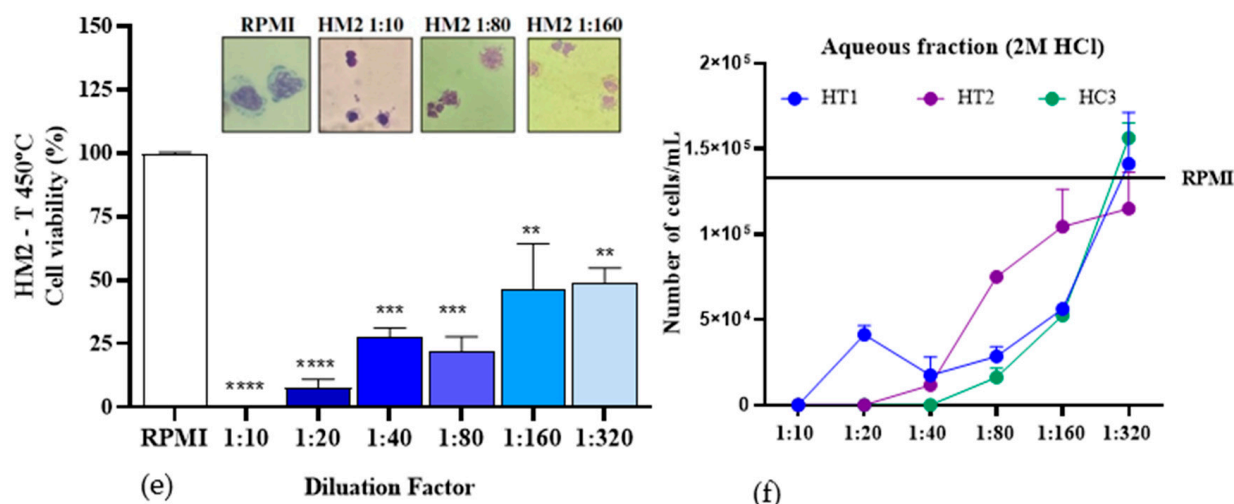 RPMI HM2 1:10 HM2 1:80 HM2 1:160
HM2 - T 450ºC
Cell viability (%)
150
125
100
75
50
25
0
**** **** *** *** ** **
RPMI 1:10 1:20 1:40 1:80 1:160 1:320
(e) Diluation Factor
Aqueous fraction (2M HCl)
HT1 HT2 HC3
Number of cells/mL
2×10⁵
1.5×10⁵
1×10⁵
5×10⁴
0
RPMI
1:10 1:20 1:40 1:80 1:160 1:320
(f)